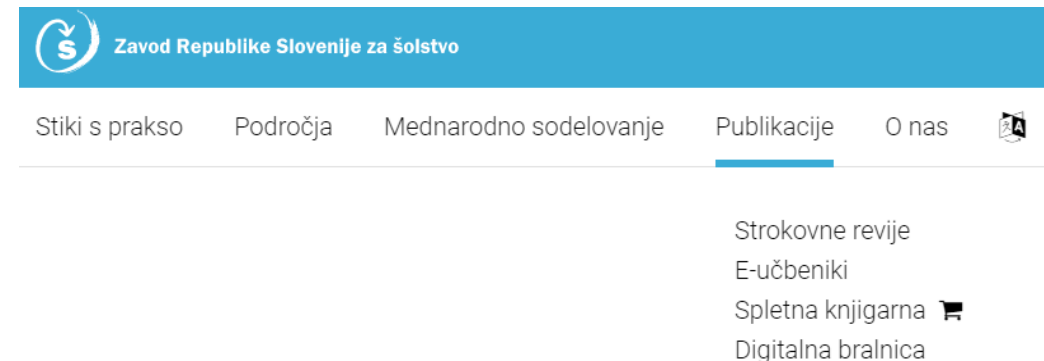 Š Zavod Republike Slovenije za šolstvo
Stiki s prakso Področja Mednarodno sodelovanje Publikacije O nas
Strokovne revije
E-učbeniki
Spletna knjigarna
Digitalna bralnica